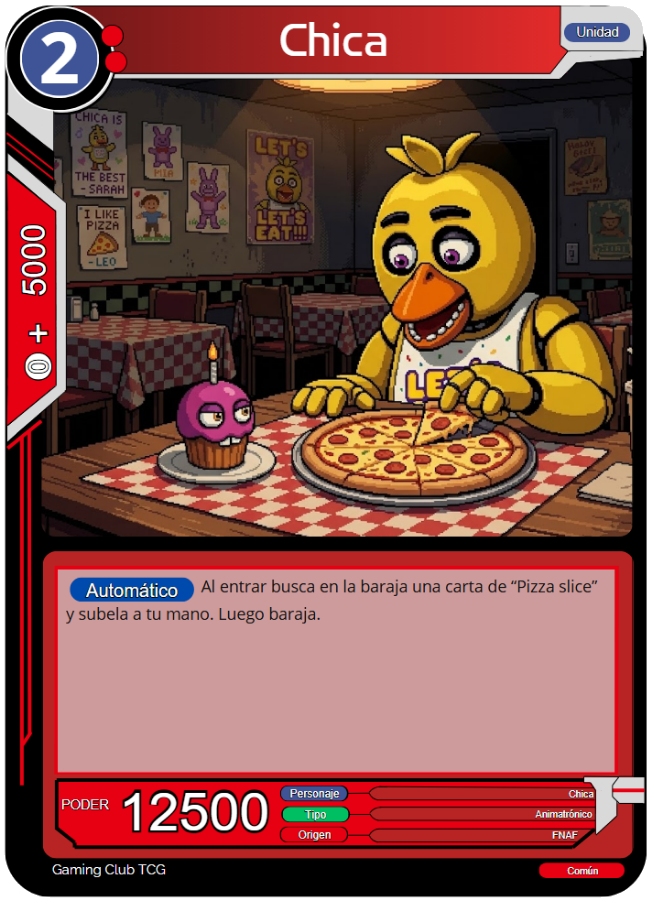 2
Chica
Unidad
0 + 5000
CHICA IS
THE BEST
- SARAH
MIA
I LIKE
PIZZA
- LEO
LET'S
LET'S
EAT!!!
Automático Al entrar busca en la baraja una carta de “Pizza slice”
y subela a tu mano. Luego baraja.
PODER 12500
Personaje Chica
Tipo Animatrónico
Origen FNAF
Gaming Club TCG
Común